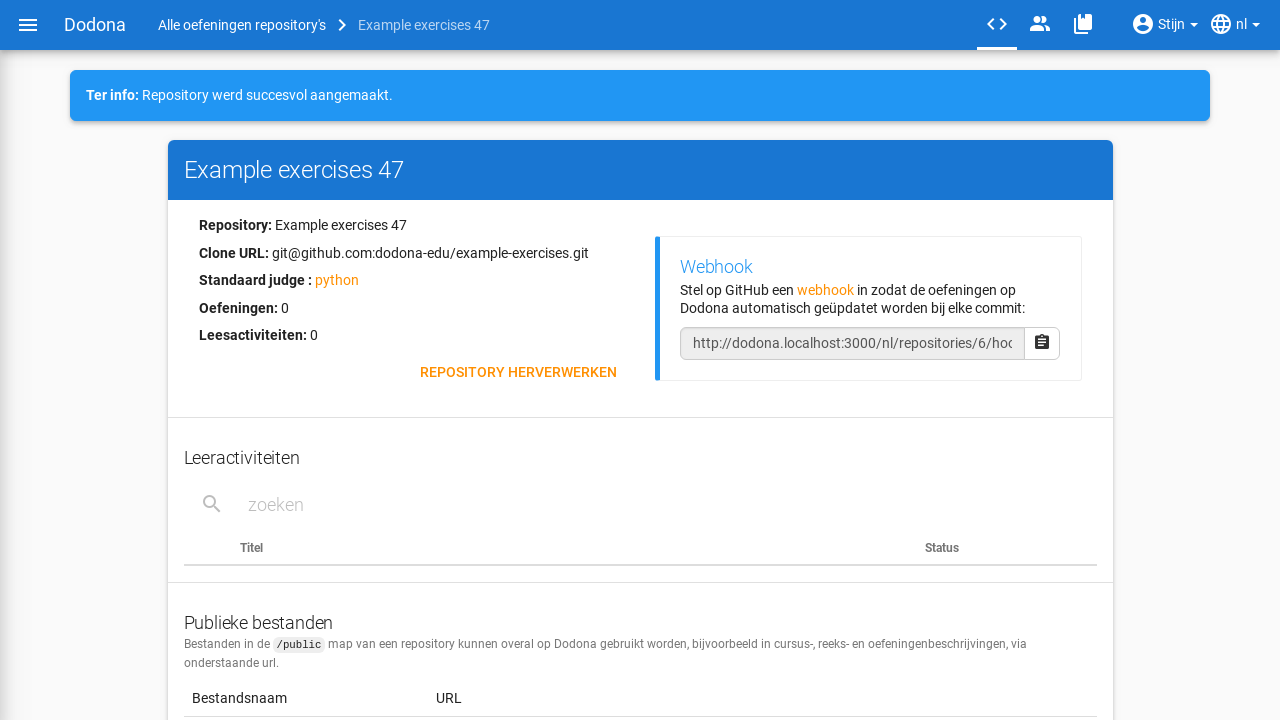 Dodona Alle oefeningen repository's Example exercises 47 Stijn nl
Ter info: Repository werd succesvol aangemaakt.
Example exercises 47
Repository: Example exercises 47
Clone URL: git@github.com:dodona-edu/example-exercises.git
Standaard judge : python
Oefeningen: 0
Leesactiviteiten: 0
REPOSITORY HERVERWERKEN
Webhook
Stel op GitHub een webhook in zodat de oefeningen op
Dodona automatisch geüpdatet worden bij elke commit:
http://dodona.localhost:3000/nl/repositories/6/hoo
Leeractiviteiten
zoeken
Titel Status
Publieke bestanden
Bestanden in de /public map van een repository kunnen overal op Dodona gebruikt worden, bijvoorbeeld in cursus-, reeks- en oefeningenbeschrijvingen, via
onderstaande url.
Bestandsnaam URL